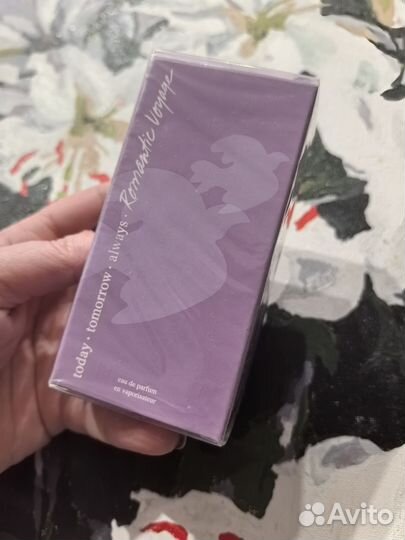 today · tomorrow · always · Romantic Voyage
eau de parfum
en vaporisateur
Avito